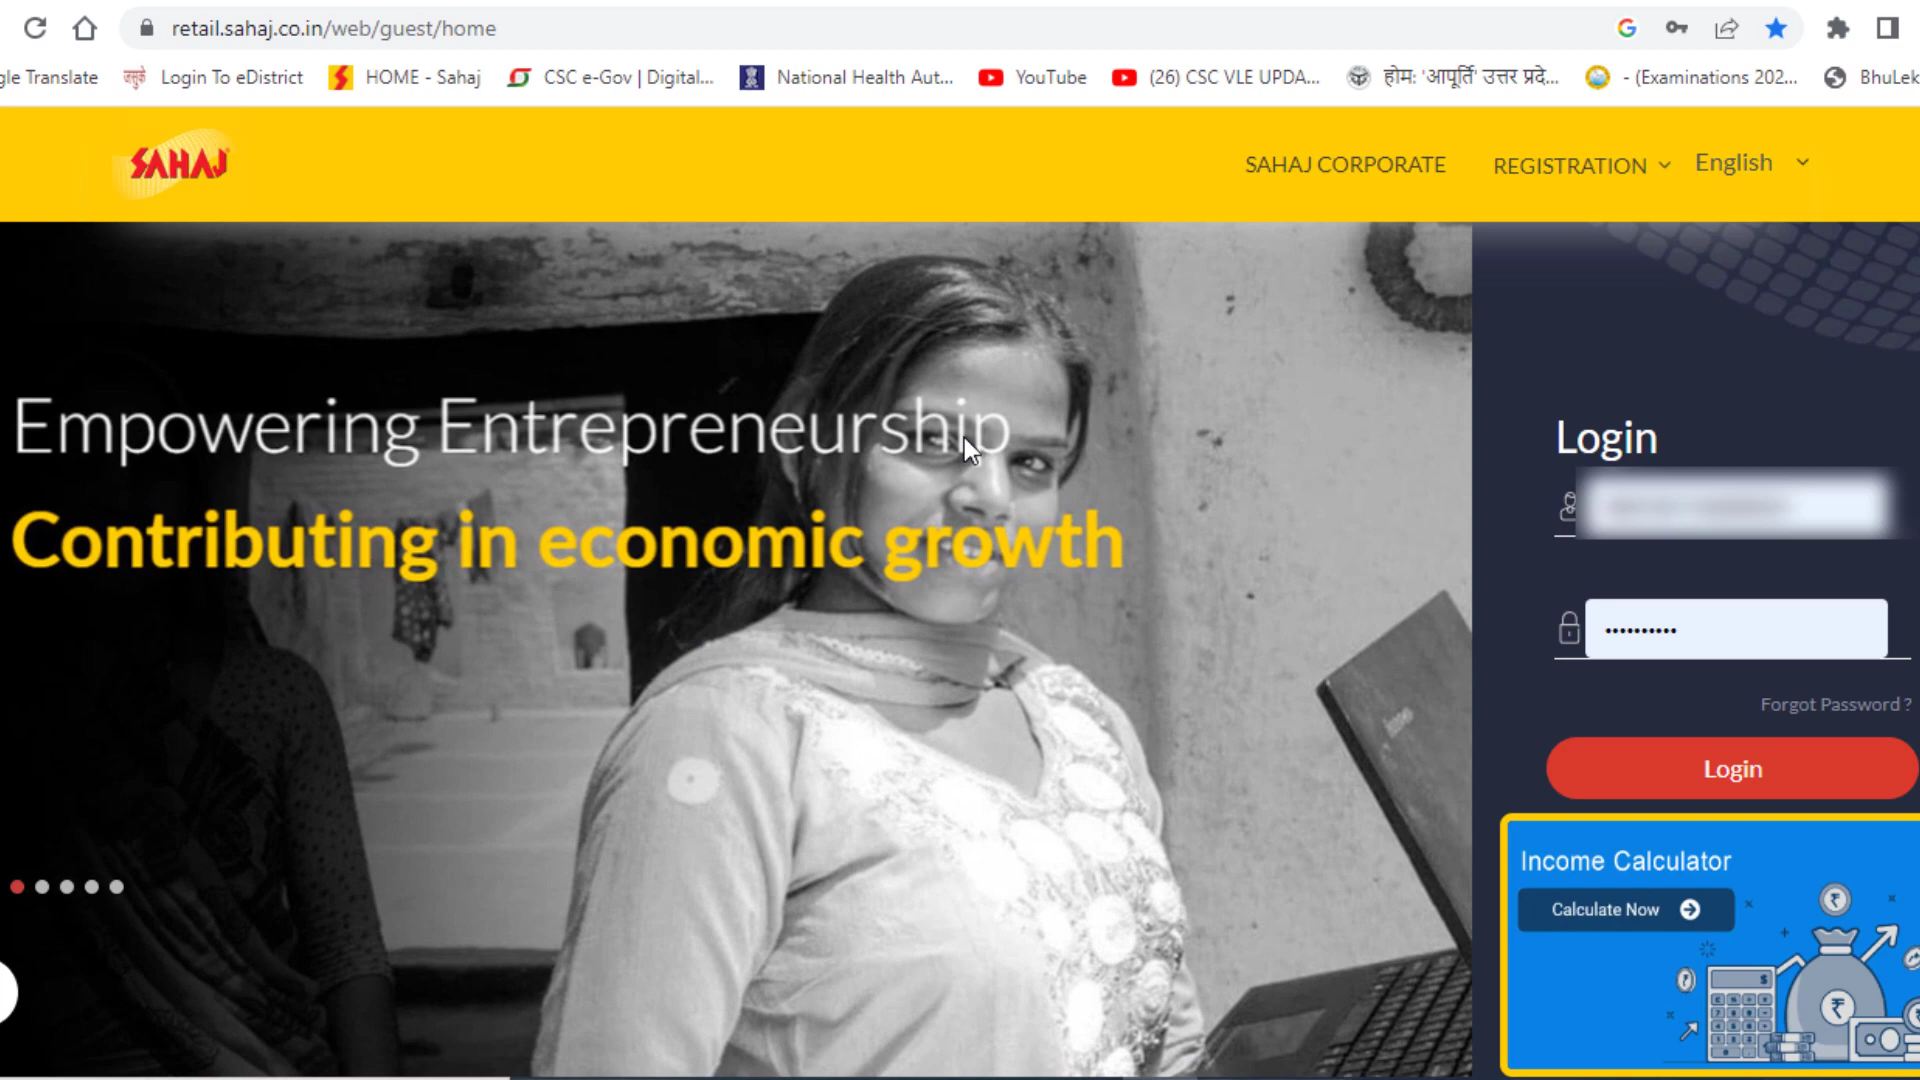 retail.sahaj.co.in/web/guest/home
gle Translate
Login To eDistrict
HOME - Sahaj
CSC e-Gov | Digital...
National Health Aut...
YouTube
(26) CSC VLE UPDA...
होम: 'आपूर्ति' उत्तर प्रदे...
- (Examinations 202...
BhuLek
SAHAJ
SAHAJ CORPORATE
REGISTRATION
English
Empowering Entrepreneurship
Contributing in economic growth
Login
Forgot Password ?
Login
Income Calculator
Calculate Now